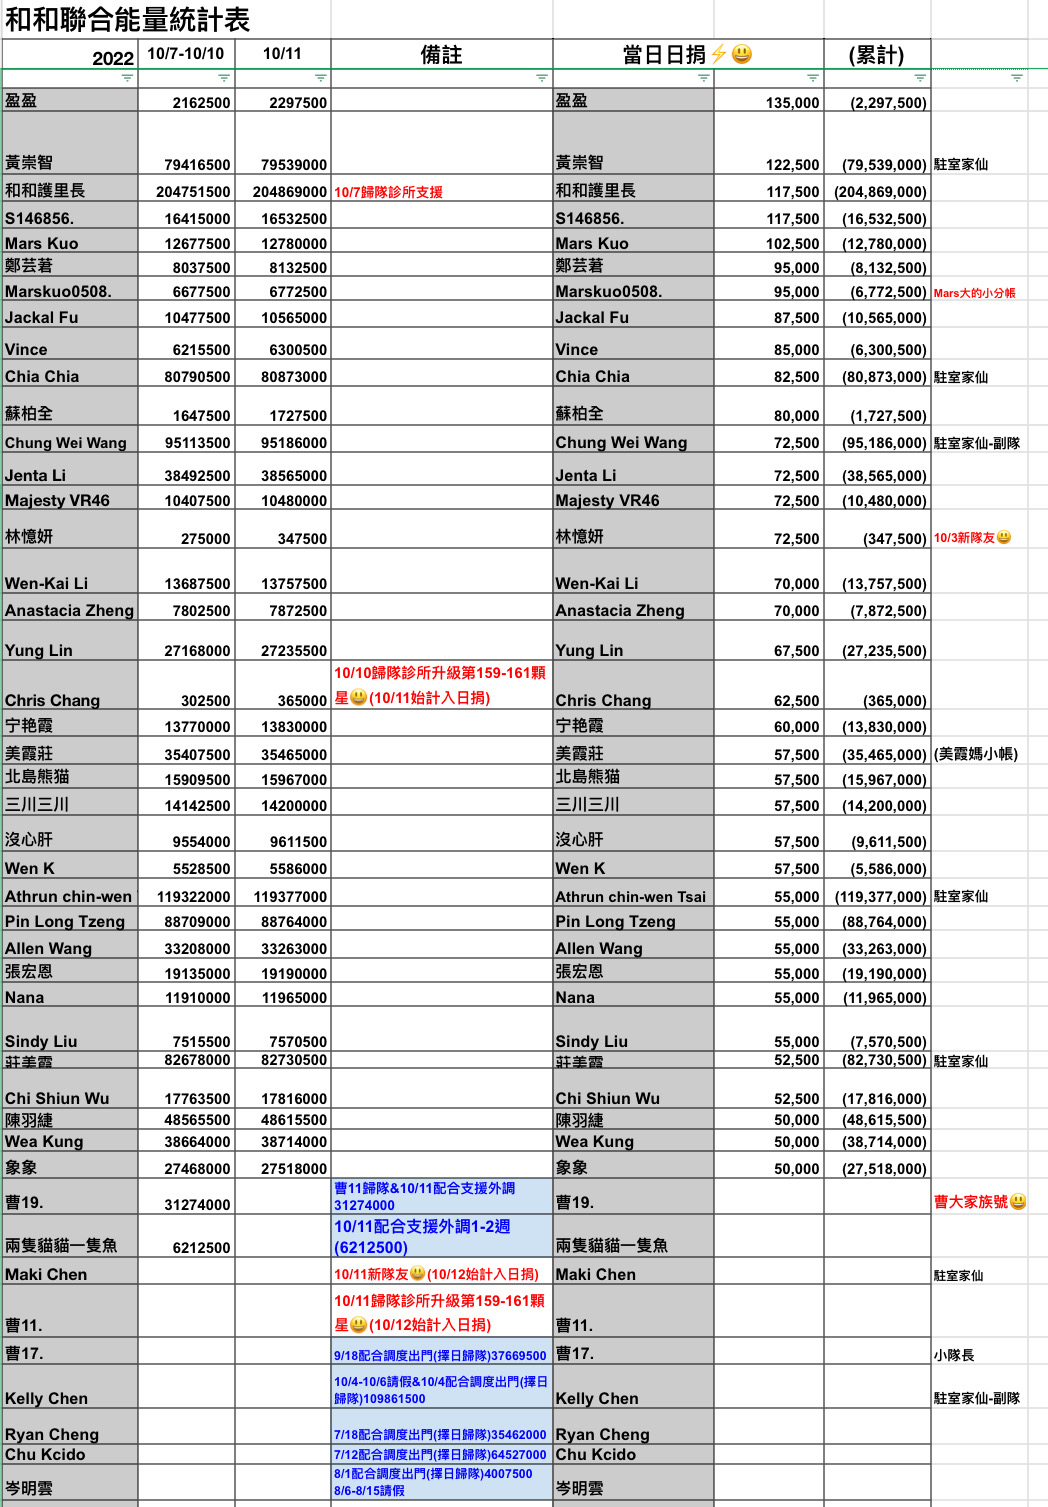 和和聯合能量統計表
2022 10/7-10/10 10/11 備註 當日日捐⚡😃 (累計)
盈盈 2162500 2297500 盈盈 135,000 (2,297,500)
黃崇智 79416500 79539000 黃崇智 122,500 (79,539,000) 駐室家仙
和和護里長 204751500 204869000 10/7歸隊診所支援 和和護里長 117,500 (204,869,000)
S146856. 16415000 16532500 S146856. 117,500 (16,532,500)
Mars Kuo 12677500 12780000 Mars Kuo 102,500 (12,780,000)
鄭芸莙 8037500 8132500 鄭芸莙 95,000 (8,132,500)
Marskuo0508. 6677500 6772500 Marskuo0508. 95,000 (6,772,500) Mars大的小分帳
Jackal Fu 10477500 10565000 Jackal Fu 87,500 (10,565,000)
Vince 6215500 6300500 Vince 85,000 (6,300,500)
Chia Chia 80790500 80873000 Chia Chia 82,500 (80,873,000) 駐室家仙
蘇柏全 1647500 1727500 蘇柏全 80,000 (1,727,500)
Chung Wei Wang 95113500 95186000 Chung Wei Wang 72,500 (95,186,000) 駐室家仙-副隊
Jenta Li 38492500 38565000 Jenta Li 72,500 (38,565,000)
Majesty VR46 10407500 10480000 Majesty VR46 72,500 (10,480,000)
林憶妍 275000 347500 林憶妍 72,500 (347,500) 10/3新隊友😃
Wen-Kai Li 13687500 13757500 Wen-Kai Li 70,000 (13,757,500)
Anastacia Zheng 7802500 7872500 Anastacia Zheng 70,000 (7,872,500)
Yung Lin 27168000 27235500 Yung Lin 67,500 (27,235,500)
10/10歸隊診所升級第159-161顆
Chris Chang 302500 365000 星😃(10/11始計入日捐) Chris Chang 62,500 (365,000)
宁艳霞 13770000 13830000 宁艳霞 60,000 (13,830,000)
美霞莊 35407500 35465000 美霞莊 57,500 (35,465,000) (美霞媽小帳)
北島熊猫 15909500 15967000 北島熊猫 57,500 (15,967,000)
三川三川 14142500 14200000 三川三川 57,500 (14,200,000)
沒心肝 9554000 9611500 沒心肝 57,500 (9,611,500)
Wen K 5528500 5586000 Wen K 57,500 (5,586,000)
Athrun chin-wen 119322000 119377000 Athrun chin-wen Tsai 55,000 (119,377,000) 駐室家仙
Pin Long Tzeng 88709000 88764000 Pin Long Tzeng 55,000 (88,764,000)
Allen Wang 33208000 33263000 Allen Wang 55,000 (33,263,000)
張宏恩 19135000 19190000 張宏恩 55,000 (19,190,000)
Nana 11910000 11965000 Nana 55,000 (11,965,000)
Sindy Liu 7515500 7570500 Sindy Liu 55,000 (7,570,500)
莊美霞 82678000 82730500 莊美霞 52,500 (82,730,500) 駐室家仙
Chi Shiun Wu 17763500 17816000 Chi Shiun Wu 52,500 (17,816,000)
陳羽緁 48565500 48615500 陳羽緁 50,000 (48,615,500)
Wea Kung 38664000 38714000 Wea Kung 50,000 (38,714,000)
象象 27468000 27518000 象象 50,000 (27,518,000)
曹11歸隊&10/11配合支援外調
曹19. 31274000 31274000 曹19. 曹大家族號😃
10/11配合支援外調1-2週
兩隻貓貓一隻魚 6212500 (6212500) 兩隻貓貓一隻魚
Maki Chen 10/11新隊友😃(10/12始計入日捐) Maki Chen 駐室家仙
10/11歸隊診所升級第159-161顆
曹11. 星😃(10/12始計入日捐) 曹11.
曹17. 9/18配合調度出門(擇日歸隊)37669500 曹17. 小隊長
10/4-10/6請假&10/4配合調度出門(擇日
Kelly Chen 歸隊)109861500 Kelly Chen 駐室家仙-副隊
Ryan Cheng 7/18配合調度出門(擇日歸隊)35462000 Ryan Cheng
Chu Kcido 7/12配合調度出門(擇日歸隊)64527000 Chu Kcido
8/1配合調度出門(擇日歸隊)4007500
岑明雲 8/6-8/15請假 岑明雲